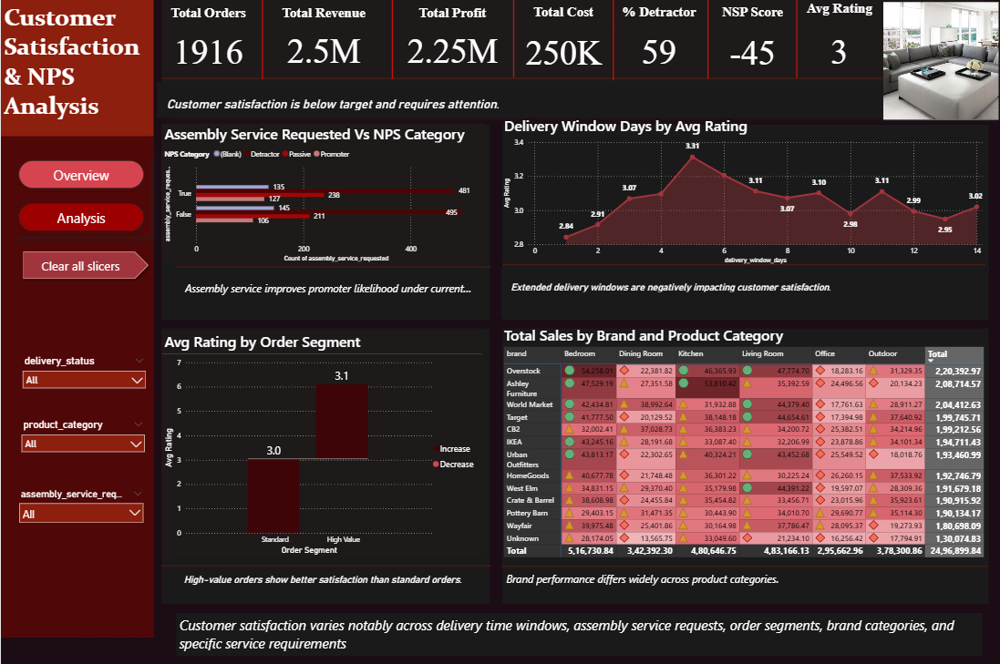 Customer
Satisfaction
& NPS
Analysis
Total Orders
1916
Total Revenue
2.5M
Total Profit
2.25M
Total Cost
250K
% Detractor
59
NSP Score
-45
Avg Rating
3
Customer satisfaction is below target and requires attention.
Overview
Analysis
Clear all slicers
delivery_status
All
product_category
All
assembly_service_req...
All
Assembly Service Requested Vs NPS Category
NPS Category (Blank) Detractor Passive Promoter
assembly_service_reques...
True
135
481
238
127
False
145
495
211
106
0 200 400
Count of assembly_service_requested
Assembly service improves promoter likelihood under current...
Delivery Window Days by Avg Rating
Avg Rating
3.4
3.2
3.0
2.8
2.84
2.91
3.07
3.31
3.11
3.07
3.10
2.98
3.11
2.99
2.95
3.02
0 2 4 6 8 10 12 14
delivery_window_days
Extended delivery windows are negatively impacting customer satisfaction.
Avg Rating by Order Segment
Avg Rating
7
6
5
4
3
2
1
0
3.0
3.1
Increase
Decrease
Standard High Value
Order Segment
High-value orders show better satisfaction than standard orders.
Total Sales by Brand and Product Category
brand Bedroom Dining Room Kitchen Living Room Office Outdoor Total
Overstock 54,258.01 22,381.82 46,365.93 47,774.70 18,283.16 31,329.35 2,20,392.97
Ashley Furniture 47,529.19 27,351.58 53,810.42 35,392.59 24,496.56 20,134.23 2,08,714.57
World Market 42,434.81 38,992.64 31,932.88 44,379.40 17,761.63 28,911.27 2,04,412.63
Target 41,777.50 20,129.52 38,148.18 44,654.61 17,394.98 37,640.92 1,99,745.71
CB2 32,002.41 37,028.73 36,383.23 34,200.72 25,382.51 34,214.96 1,99,212.56
IKEA 43,245.16 28,191.68 33,087.40 32,206.99 23,878.86 34,101.34 1,94,711.43
Urban Outfitters 43,813.17 22,302.65 40,324.21 43,452.68 25,549.52 18,018.76 1,93,460.99
HomeGoods 40,677.78 21,748.48 36,301.22 30,225.24 26,260.15 37,533.92 1,92,746.79
West Elm 34,831.15 29,370.40 35,179.98 44,391.22 19,597.07 28,309.36 1,91,679.18
Crate & Barrel 38,608.98 24,455.84 35,454.82 33,456.71 23,015.96 35,923.61 1,90,915.92
Pottery Barn 29,403.15 31,471.35 30,443.90 34,010.70 29,690.77 35,114.30 1,90,134.17
Wayfair 39,975.48 25,401.86 30,164.98 37,786.47 28,095.37 19,273.93 1,80,698.09
Unknown 28,174.05 13,565.75 33,049.60 21,234.10 16,256.42 17,794.91 1,30,074.83
Total 5,16,730.84 3,42,392.30 4,80,646.75 4,83,166.13 2,95,662.96 3,78,300.86 24,96,899.84
Brand performance differs widely across product categories.
Customer satisfaction varies notably across delivery time windows, assembly service requests, order segments, brand categories, and
specific service requirements